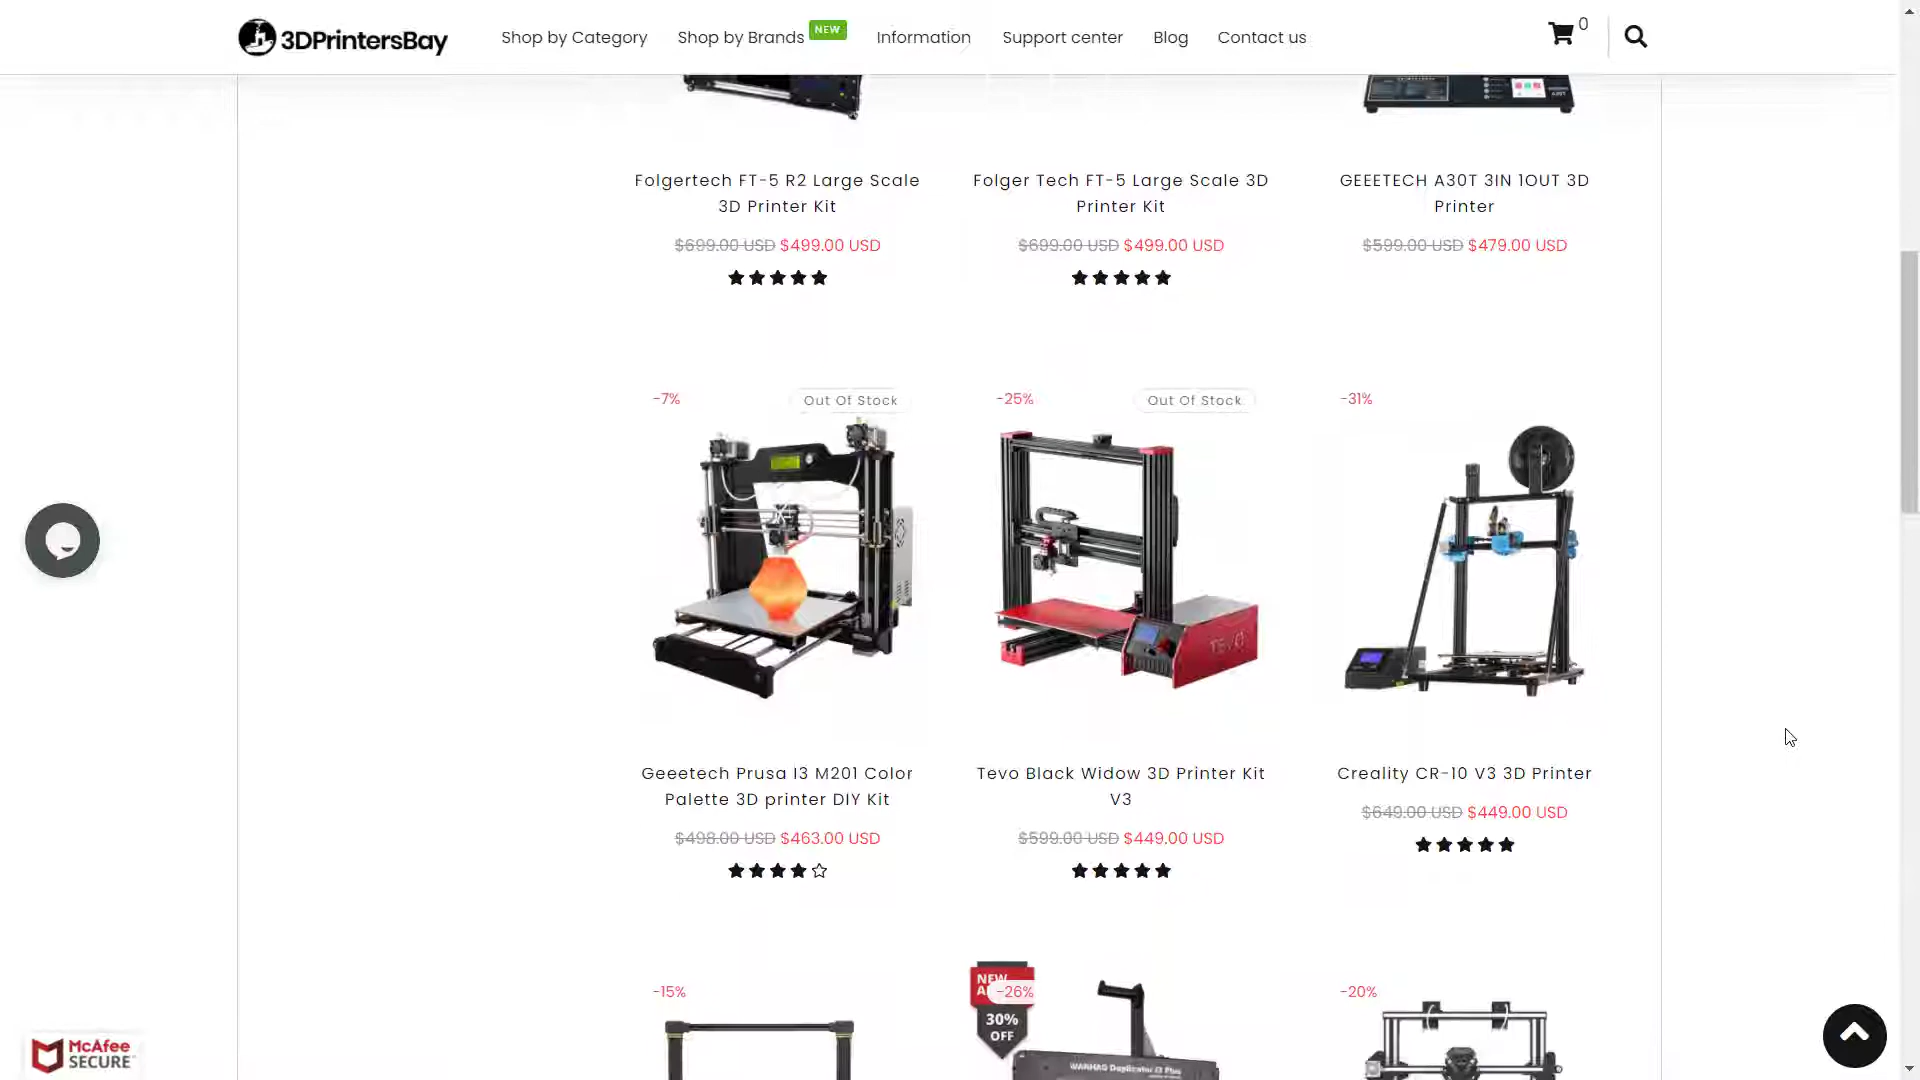 3DPrintersBay
Shop by Category
Shop by Brands
NEW
Information
Support center
Blog
Contact us
0
Folgertech FT-5 R2 Large Scale
3D Printer Kit
$699.00 USD $499.00 USD
Folger Tech FT-5 Large Scale 3D
Printer Kit
$699.00 USD $499.00 USD
GEEETECH A30T 3IN 1OUT 3D
Printer
$599.00 USD $479.00 USD
-7%
Out Of Stock
-25%
Out Of Stock
-31%
TEVO
Geeetech Prusa I3 M201 Color
Palette 3D printer DIY Kit
$498.00 USD $463.00 USD
Tevo Black Widow 3D Printer Kit
V3
$599.00 USD $449.00 USD
Creality CR-10 V3 3D Printer
$649.00 USD $449.00 USD
-15%
NEW
-26%
30%
OFF
WANHAO Duplicator i3 Plus
-20%
McAfee
SECURE